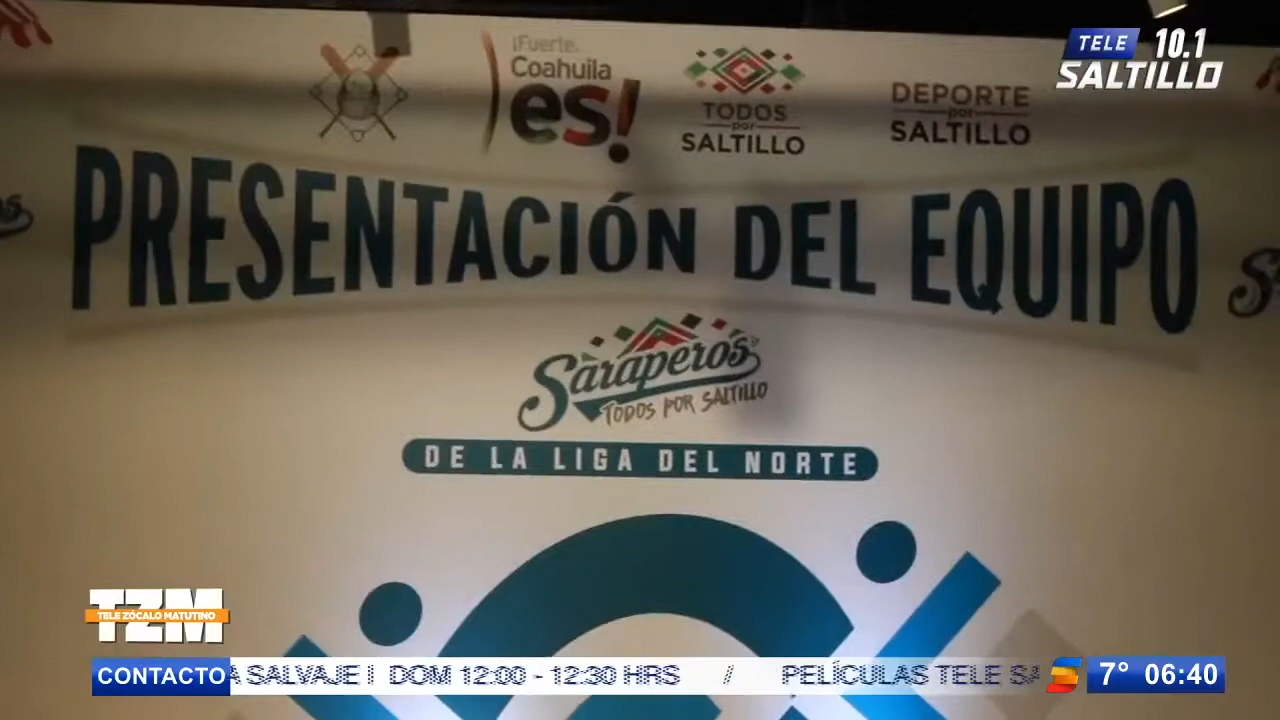 TELE 10.1
SALTILLO
¡Fuerte.
Coahuila
es!
TODOS
por
SALTILLO
DEPORTE
por
SALTILLO
PRESENTACIÓN DEL EQUIPO
Saraperos
TODOS POR SALTILLO
DE LA LIGA DEL NORTE
TZM
TELE ZÓCALO MATUTINO
CONTACTO
A SALVAJE | DOM 12:00 - 12:30 HRS / PELÍCULAS TELE SA
7° 06:40